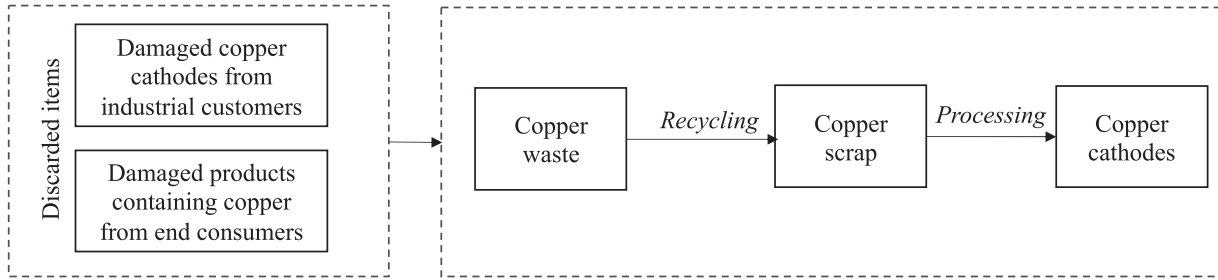 Discarded items
Damaged copper
cathodes from
industrial customers
Damaged products
containing copper
from end consumers
Copper
waste
Recycling
Copper
scrap
Processing
Copper
cathodes